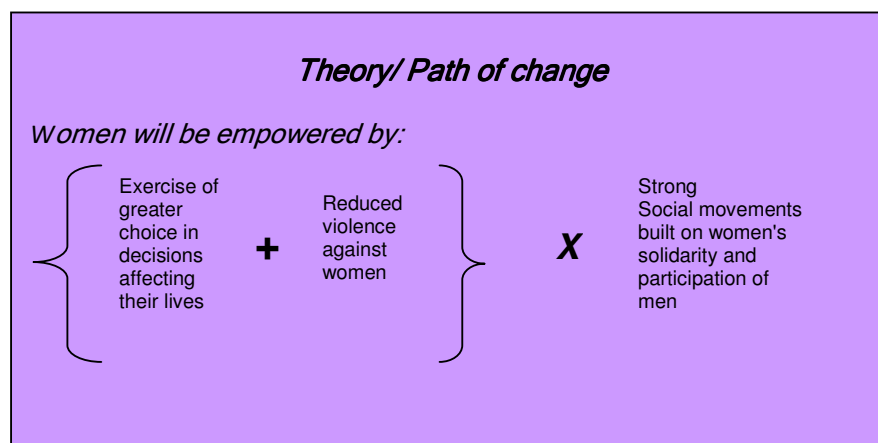 Theory/ Path of change
Women will be empowered by:
Exercise of
greater
choice in
decisions
affecting
their lives
+
Reduced
violence
against
women
X
Strong
Social movements
built on women's
solidarity and
participation of
men